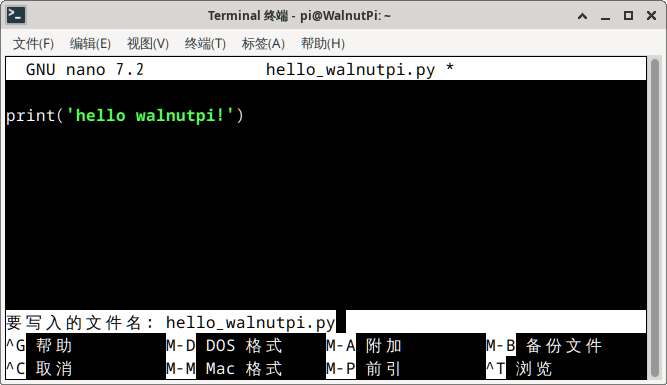 Terminal 终端 - pi@WalnutPi: ~
文件(F) 编辑(E) 视图(V) 终端(T) 标签(A) 帮助(H)
GNU nano 7.2 hello_walnutpi.py *
print('hello walnutpi!')
要写入的文件名: hello_walnutpi.py
^G 帮助 M-D DOS 格式 M-A 附加 M-B 备份文件
^C 取消 M-M Mac 格式 M-P 前引 ^T 浏览